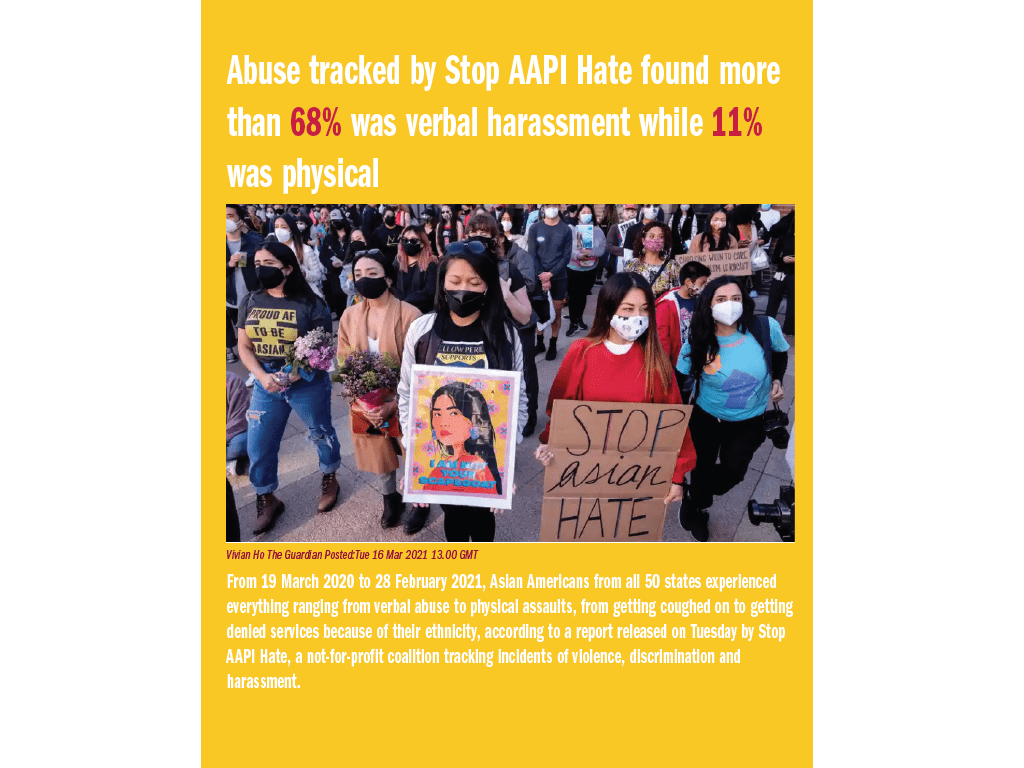 Abuse tracked by Stop AAPI Hate found more
than 68% was verbal harassment while 11%
was physical
PROUD AF
TO BE
ASIAN
SUPPORTS
I AM NOT
YOUR
SCAPEGOAT
STOP
asian
HATE
Vivian Ho The Guardian Posted:Tue 16 Mar 2021 13.00 GMT
From 19 March 2020 to 28 February 2021, Asian Americans from all 50 states experienced
everything ranging from verbal abuse to physical assaults, from getting coughed on to getting
denied services because of their ethnicity, according to a report released on Tuesday by Stop
AAPI Hate, a not-for-profit coalition tracking incidents of violence, discrimination and
harassment.